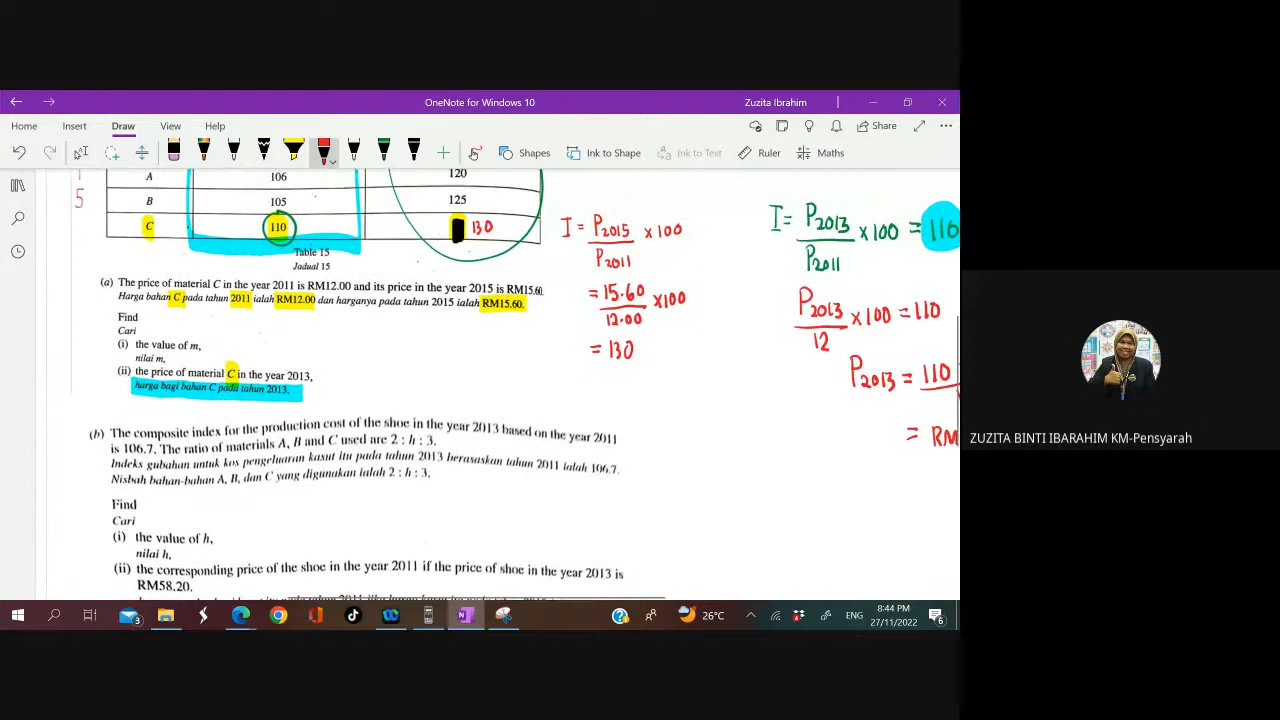 OneNote for Windows 10
Zuzita Ibrahim
Home Insert Draw View Help
Share
Shapes Ink to Shape Ink to Text Ruler Maths
A 106 120
5 B 105 125
C 110 130
Table 15
Jadual 15
(a) The price of material C in the year 2011 is RM12.00 and its price in the year 2015 is RM15.60.
Harga bahan C pada tahun 2011 ialah RM12.00 dan harganya pada tahun 2015 ialah RM15.60.
Find
Cari
(i) the value of m,
nilai m,
(ii) the price of material C in the year 2013,
harga bagi bahan C pada tahun 2013.
I = P2015 / P2011 x 100
= 15.60 / 12.00 x 100
= 130
I = P2013 / P2011 x 100 = 110
P2013 / 12 x 100 = 110
P2013 = 110
= RM
(b) The composite index for the production cost of the shoe in the year 2013 based on the year 2011
is 106.7. The ratio of materials A, B and C used are 2 : h : 3.
Indeks gubahan untuk kos pengeluaran kasut itu pada tahun 2013 berasaskan tahun 2011 ialah 106.7.
Nisbah bahan-bahan A, B, dan C yang digunakan ialah 2 : h : 3.
Find
Cari
(i) the value of h,
nilai h,
(ii) the corresponding price of the shoe in the year 2011 if the price of shoe in the year 2013 is
RM58.20.
ZUZITA BINTI IBARAHIM KM-Pensyarah
3
26°C
ENG
8:44 PM
27/11/2022
6